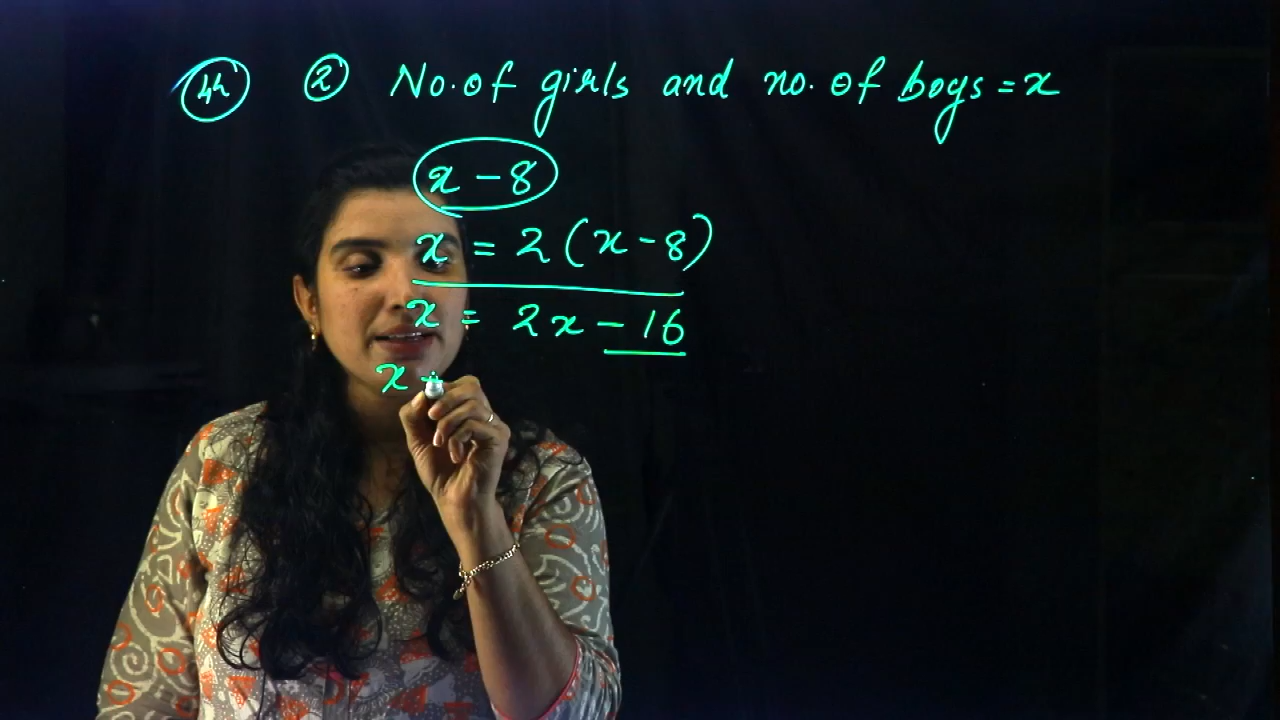 4h ② No. of girls and no. of boys = x
x - 8
x = 2(x - 8)
x = 2x - 16
x